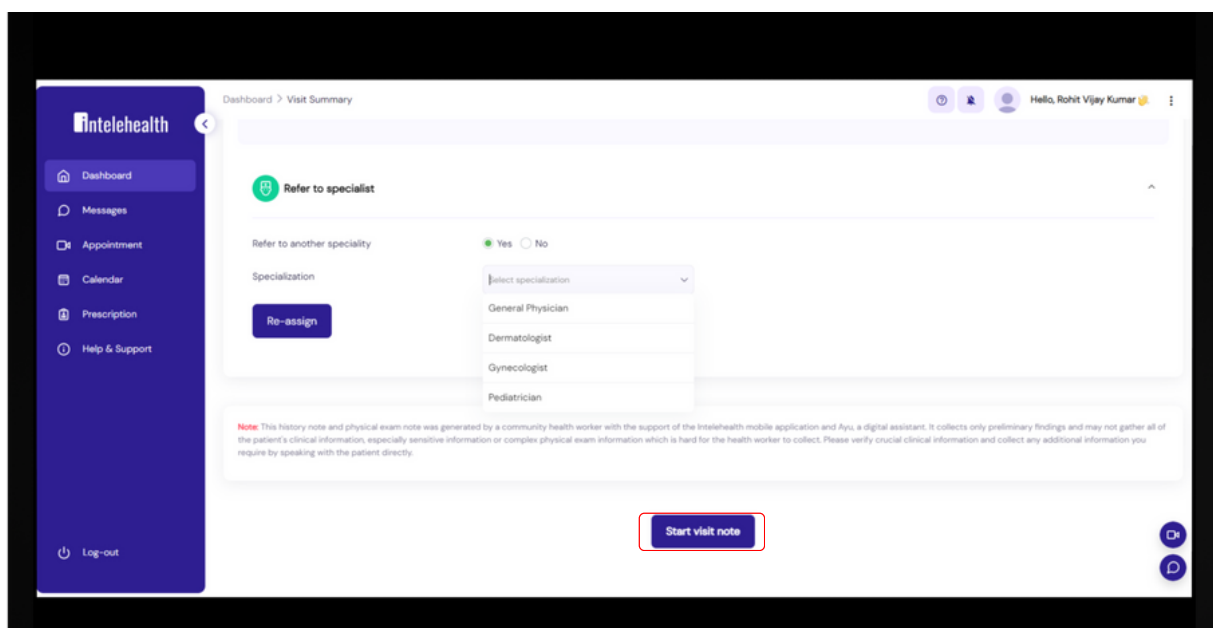 Intelehealth
Dashboard > Visit Summary
Hello, Rohit Vijay Kumar 👋
Dashboard
Messages
Appointment
Calendar
Prescription
Help & Support
Log-out
Refer to specialist
Refer to another speciality
Yes
No
Specialization
Select specialization
General Physician
Dermatologist
Gynecologist
Pediatrician
Re-assign
Note: This history note and physical exam note was generated by a community health worker with the support of the Intelehealth mobile application and Ayu, a digital assistant. It collects only preliminary findings and may not gather all of
the patient's clinical information, especially sensitive information or complex physical exam information which is hard for the health worker to collect. Please verify crucial clinical information and collect any additional information you
require by speaking with the patient directly.
Start visit note